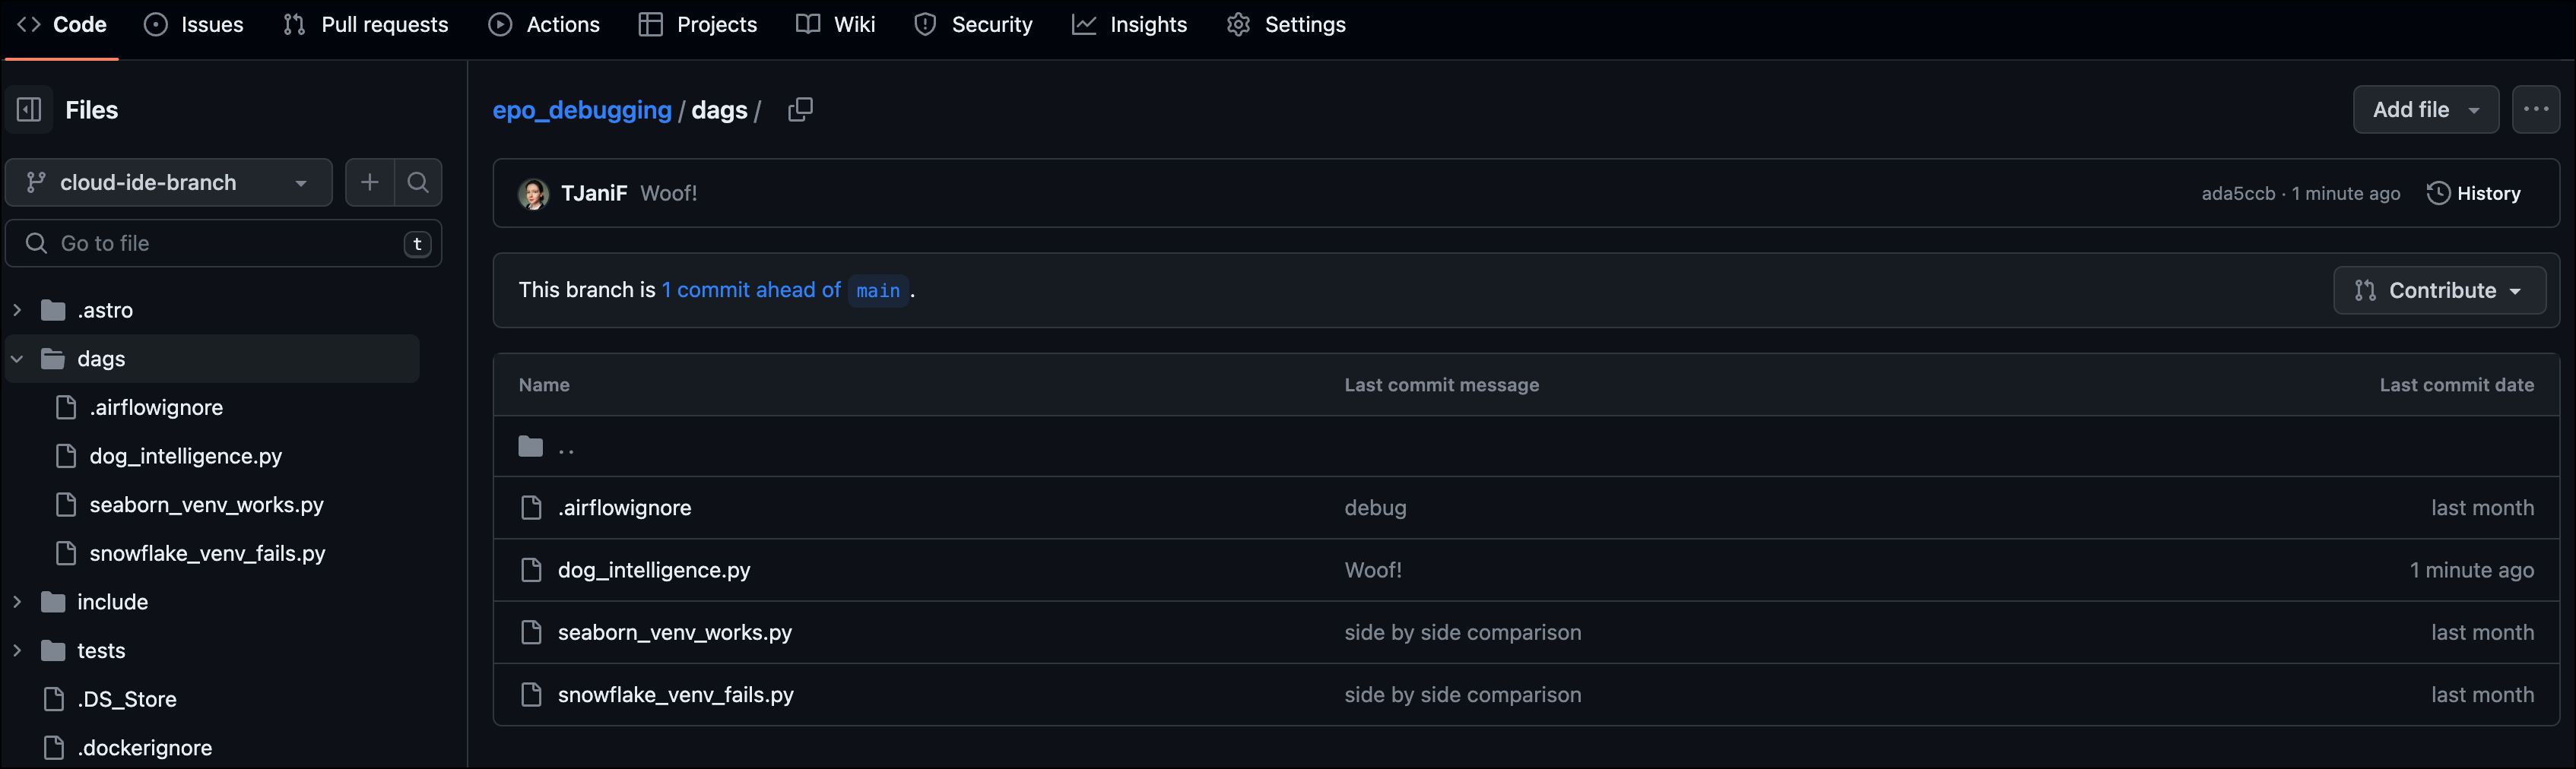 Code Issues Pull requests Actions Projects Wiki Security Insights Settings
Files
cloud-ide-branch
Go to file t
.astro
dags
.airflowignore
dog_intelligence.py
seaborn_venv_works.py
snowflake_venv_fails.py
include
tests
.DS_Store
.dockerignore
epo_debugging / dags /
Add file
TJaniF Woof! ada5ccb · 1 minute ago History
This branch is 1 commit ahead of main .
Contribute
Name Last commit message Last commit date
..
.airflowignore debug last month
dog_intelligence.py Woof! 1 minute ago
seaborn_venv_works.py side by side comparison last month
snowflake_venv_fails.py side by side comparison last month